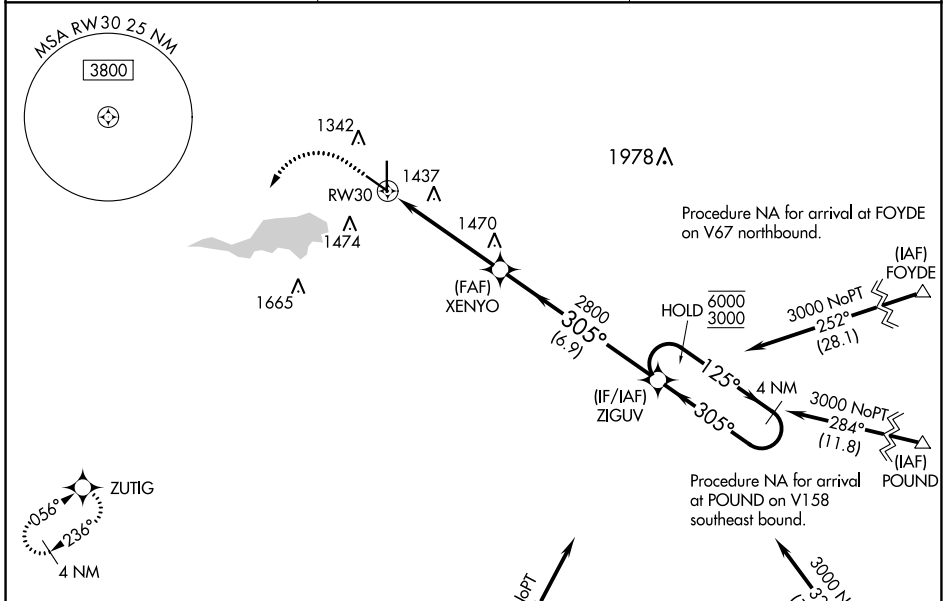 MSA RW30 25 NM
3800
1342
1978
1437
RW30
Procedure NA for arrival at FOYDE
on V67 northbound.
1474
1470
(IAF)
FOYDE
1665
(FAF)
XENYO
HOLD
6000
3000
3000 NoPT
252°
(28.1)
2800
305°
(6.9)
125°
4 NM
(IF/IAF)
ZIGUV
305°
3000 NoPT
284°
(11.8)
(IAF)
POUND
Procedure NA for arrival
at POUND on V158
southeast bound.
ZUTIG
056°
236°
4 NM
3000